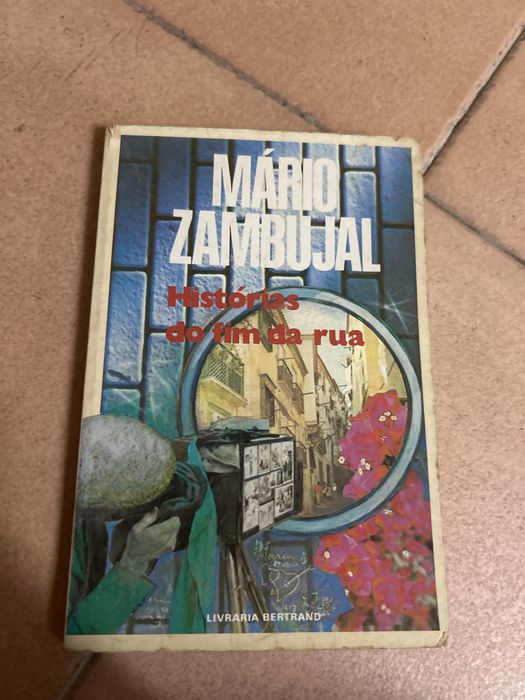 MÁRIO
ZAMBUJAL
Histórias
do fim da rua
LIVRARIA BERTRAND